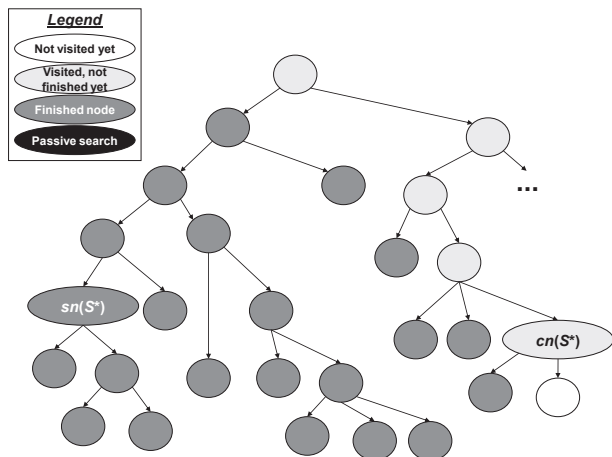 Legend
Not visited yet
Visited, not
finished yet
Finished node
Passive search
...
sn(S*)
cn(S*)